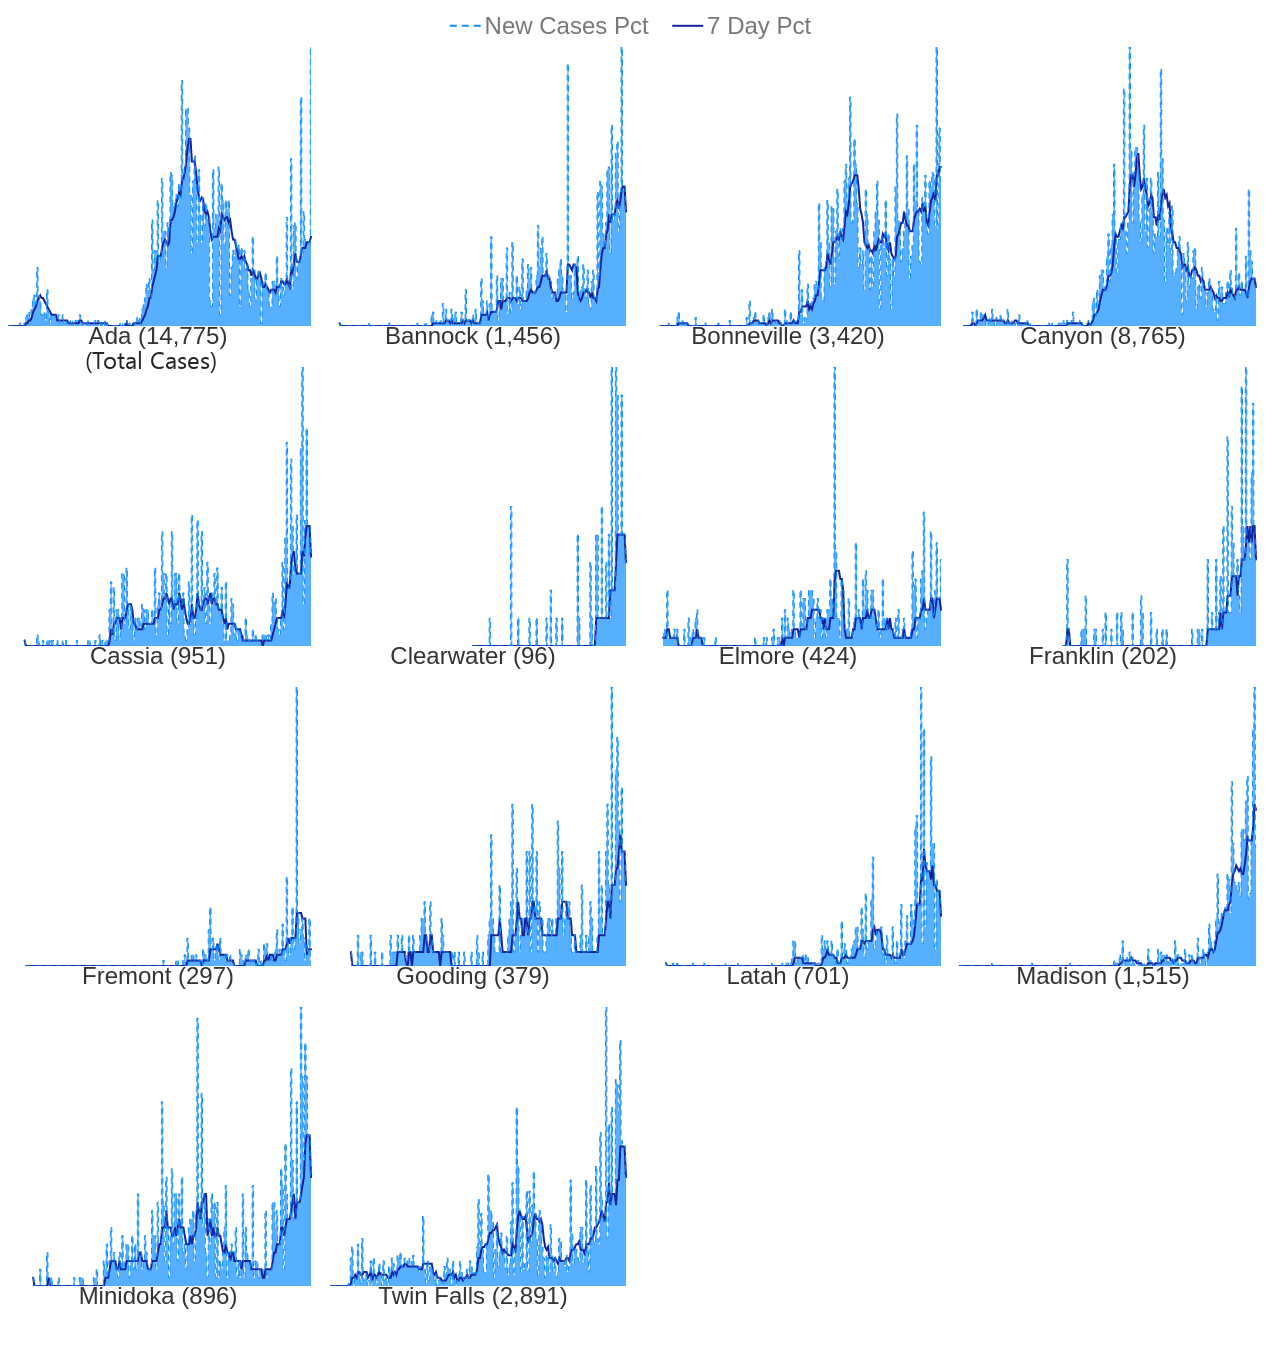 New Cases Pct 7 Day Pct
Ada (14,775) Bannock (1,456) Bonneville (3,420) Canyon (8,765)
(Total Cases)
Cassia (951) Clearwater (96) Elmore (424) Franklin (202)
Fremont (297) Gooding (379) Latah (701) Madison (1,515)
Minidoka (896) Twin Falls (2,891)